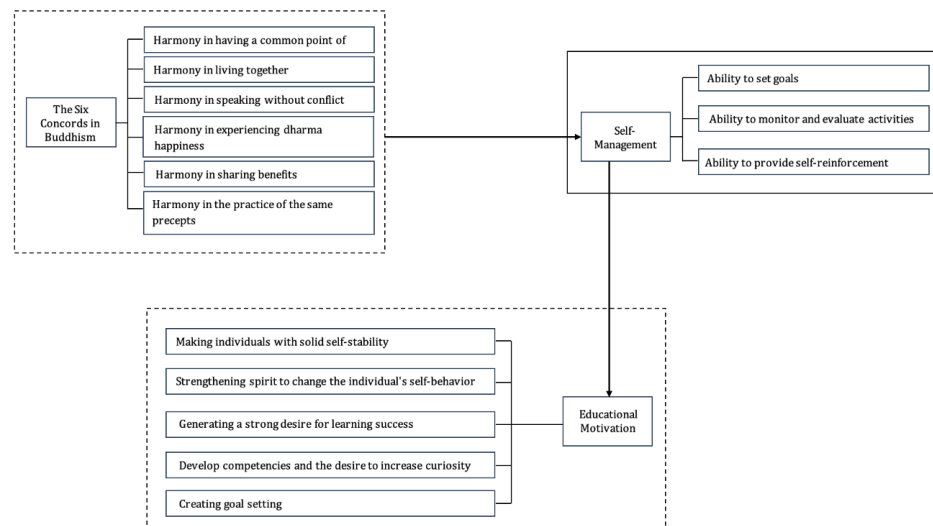 The Six
Concords in
Buddhism
Harmony in having a common point of
Harmony in living together
Harmony in speaking without conflict
Harmony in experiencing dharma
happiness
Harmony in sharing benefits
Harmony in the practice of the same
precepts
Self-
Management
Ability to set goals
Ability to monitor and evaluate activities
Ability to provide self-reinforcement
Making individuals with solid self-stability
Strengthening spirit to change the individual's self-behavior
Generating a strong desire for learning success
Develop competencies and the desire to increase curiosity
Creating goal setting
Educational
Motivation